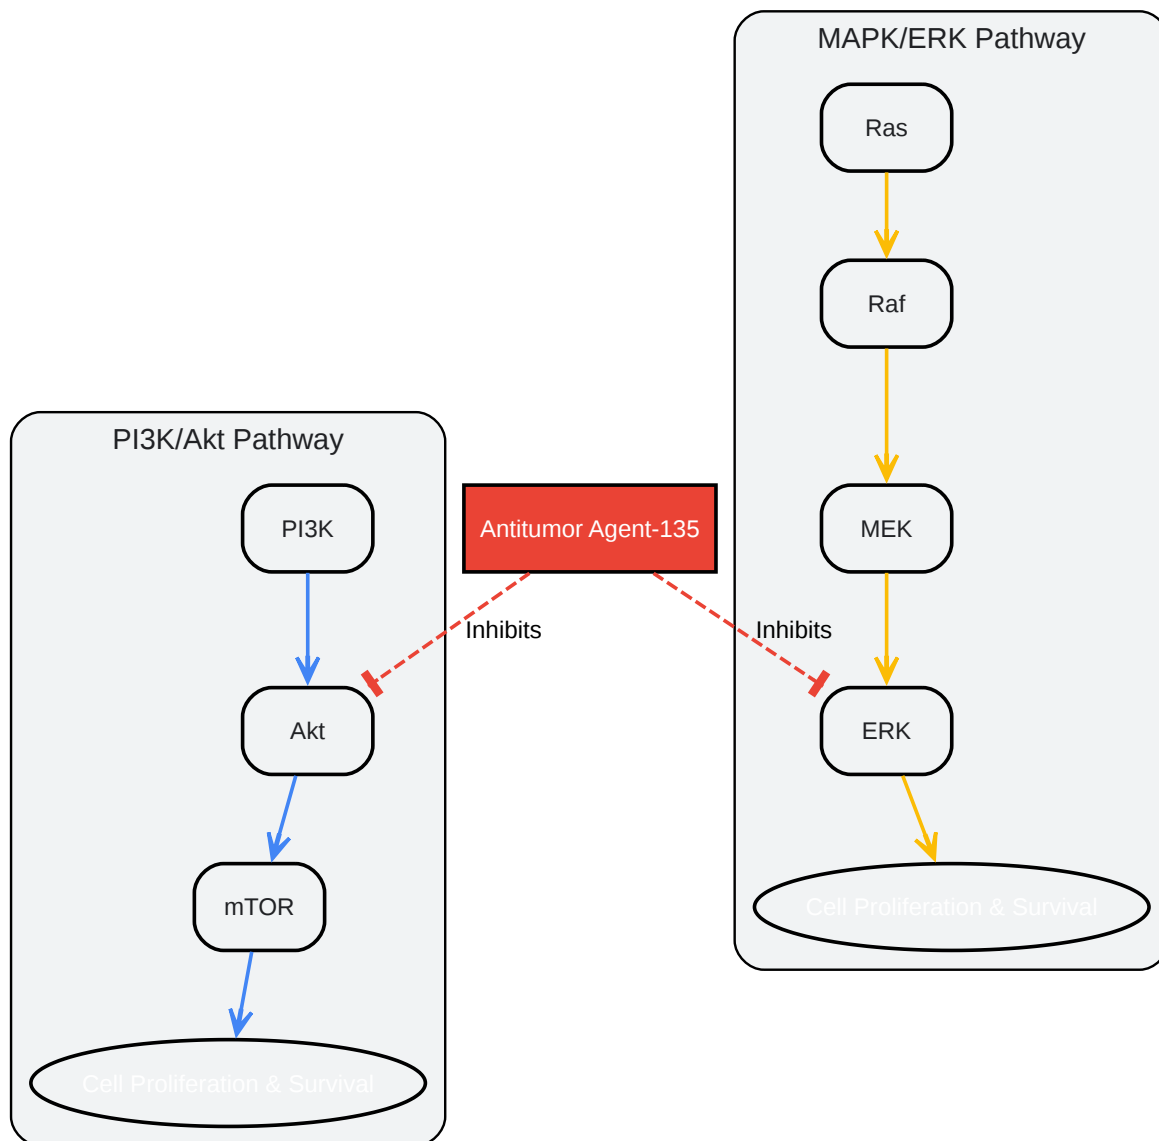 MAPK/ERK Pathway
Ras
Raf
PI3K/Akt Pathway
PI3K
Antitumor Agent-135
MEK
Inhibits
Inhibits
Akt
ERK
mTOR
Cell Proliferation & Survival
Cell Proliferation & Survival